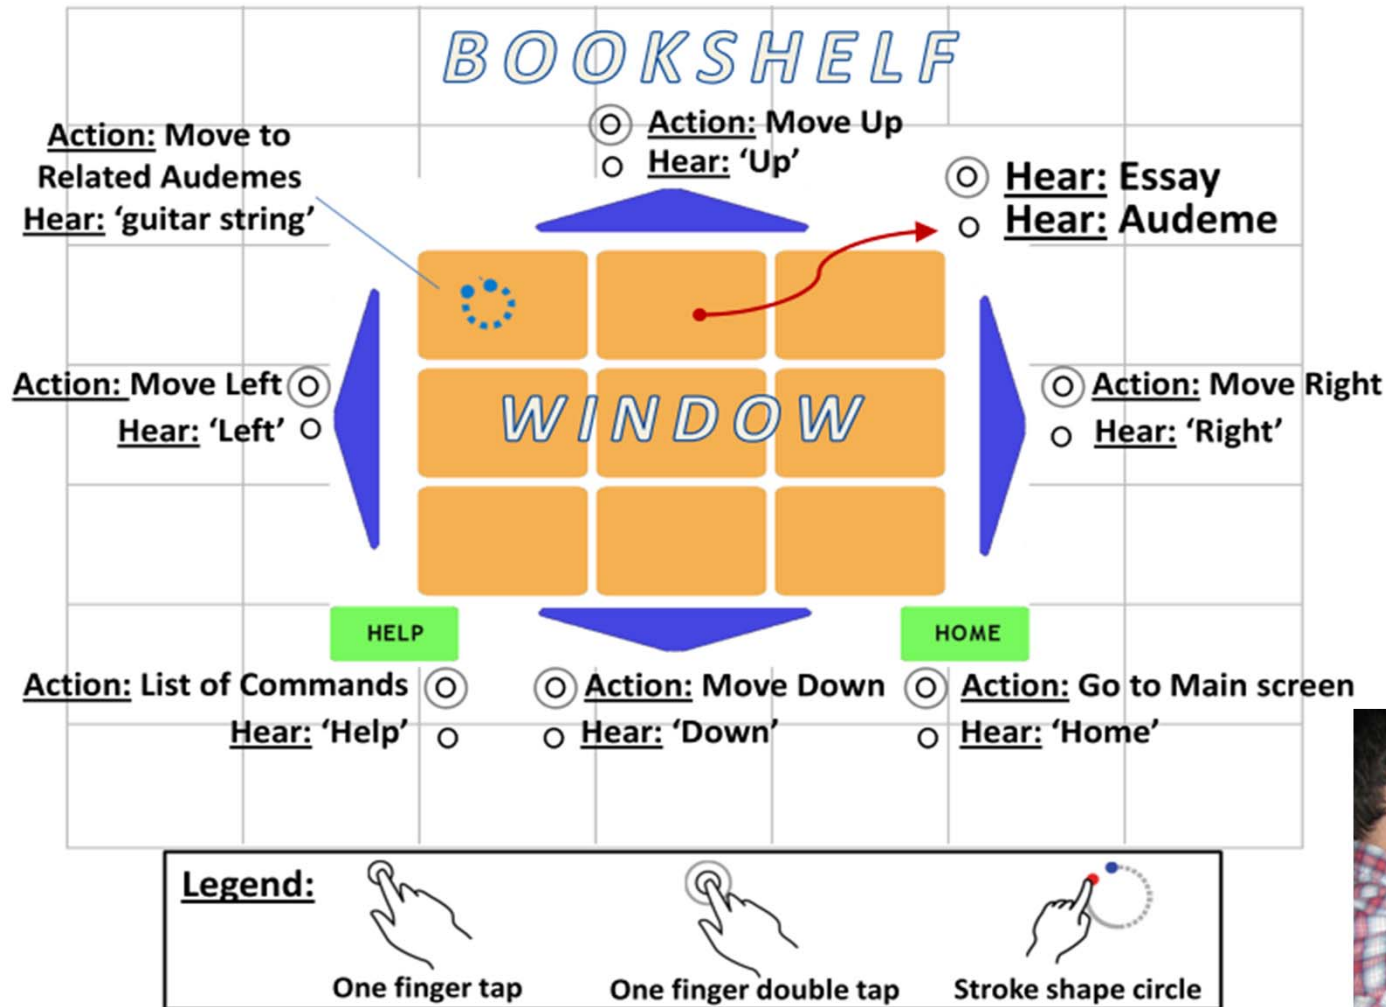 BOOKSHELF
Action: Move to
Related Audemes
Hear: ‘guitar string’
Action: Move Up
Hear: ‘Up’
Hear: Essay
Hear: Audeme
Action: Move Left
Hear: ‘Left’
WINDOW
Action: Move Right
Hear: ‘Right’
HELP
HOME
Action: List of Commands
Hear: ‘Help’
Action: Move Down
Hear: ‘Down’
Action: Go to Main screen
Hear: ‘Home’
Legend:
One finger tap
One finger double tap
Stroke shape circle